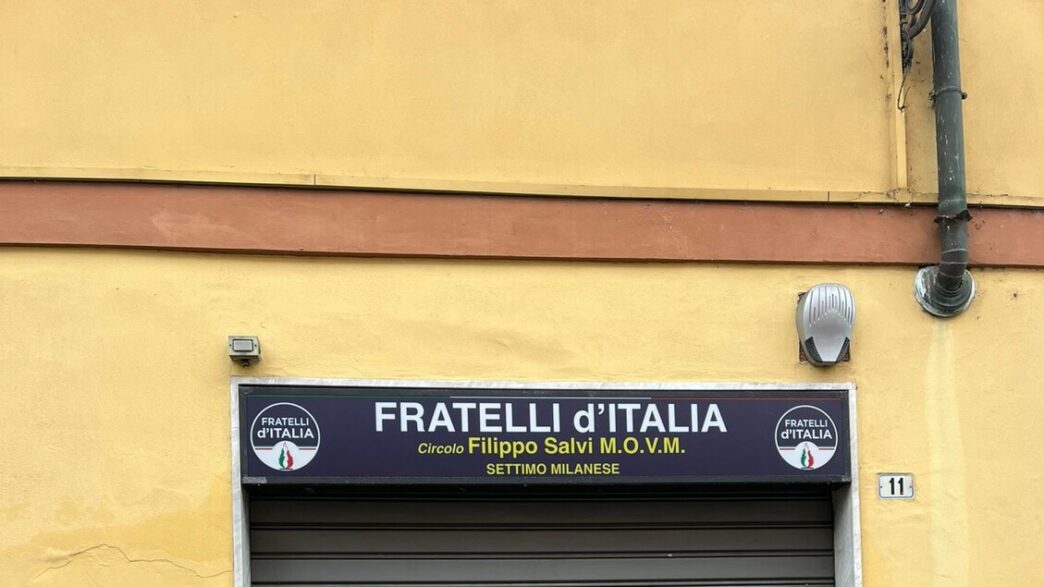 FRATELLI d'ITALIA
Circolo Filippo Salvi M.O.V.M.
SETTIMO MILANESE
FRATELLI
d'ITALIA
FRATELLI
d'ITALIA
11